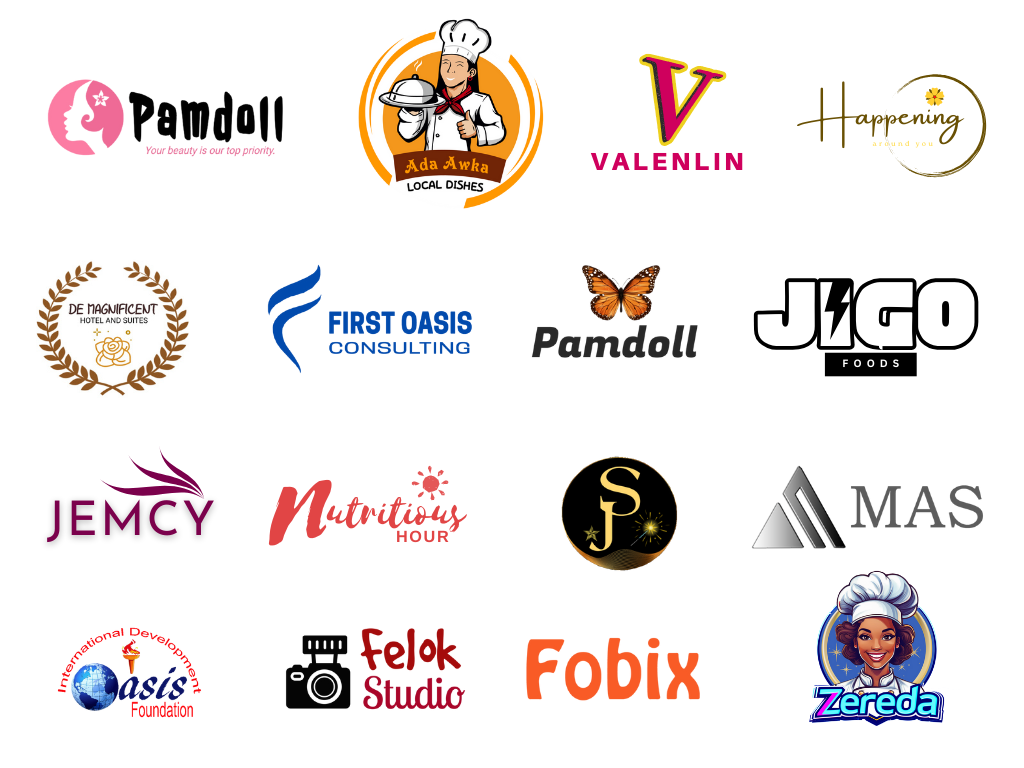 Pamdoll
Your beauty is our top priority.
Ada Awka
LOCAL DISHES
V
VALENLIN
Happening
around you
DE MAGNIFICENT
HOTEL AND SUITES
FIRST OASIS
CONSULTING
Pamdoll
JIGO
FOODS
JEMCY
Nutritious
HOUR
SJ
MAS
International Development
Oasis
Foundation
Felok
Studio
Fobix
Zereda